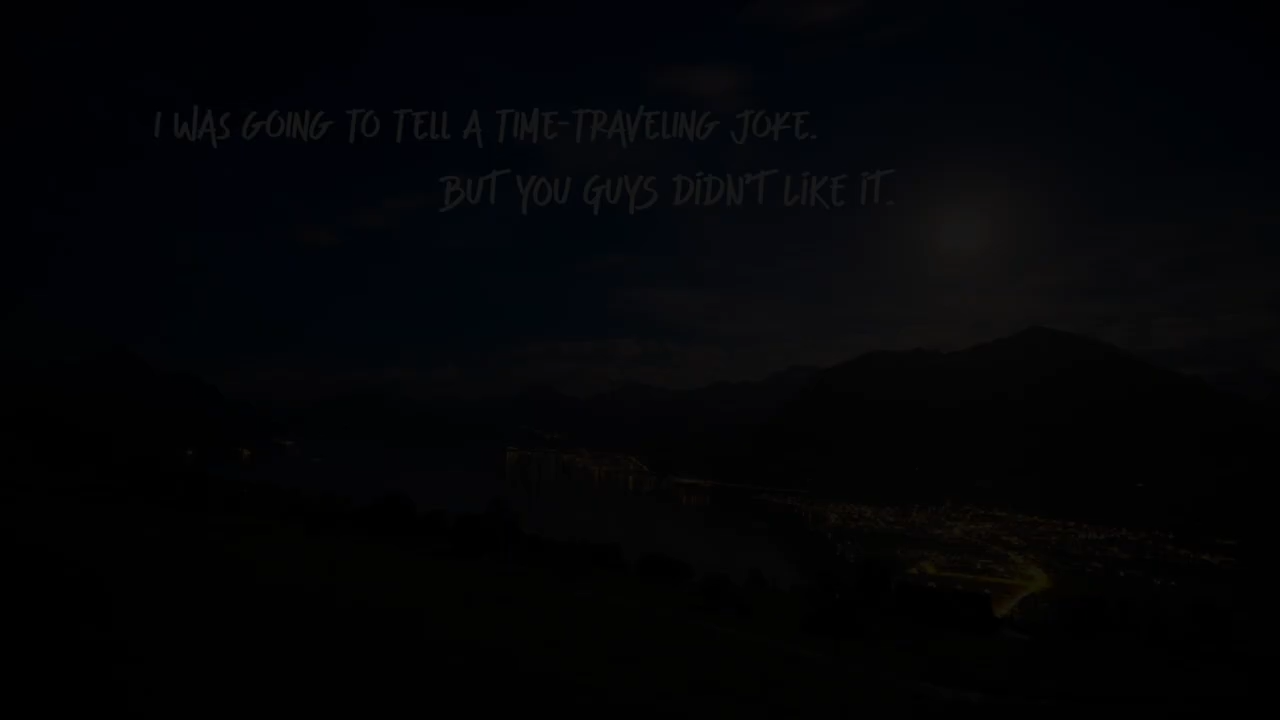 I WAS GOING TO TELL A TIME-TRAVELING JOKE.
BUT YOU GUYS DIDN'T LIKE IT.